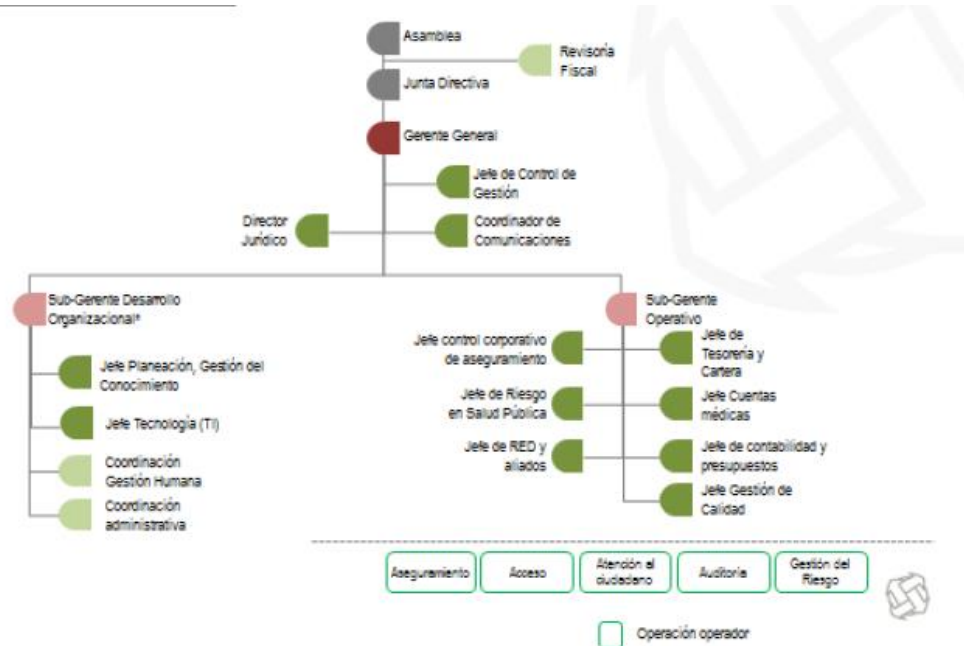 Asamblea
Revisoría
Fiscal
Junta Directiva
Gerente General
Jefe de Control de
Gestión
Director
Jurídico
Coordinador de
Comunicaciones
Sub-Gerente Desarrollo
Organizacional*
Jefe Planeación, Gestión del
Conocimiento
Jefe Tecnología (TI)
Coordinación
Gestión Humana
Coordinación
administrativa
Sub-Gerente
Operativo
Jefe control corporativo
de aseguramiento
Jefe de
Tesorería y
Cartera
Jefe de Riesgo
en Salud Pública
Jefe Cuentas
médicas
Jefe de RED y
aliados
Jefe de contabilidad y
presupuestos
Jefe Gestión de
Calidad
Aseguramiento
Acceso
Atención al
ciudadano
Auditoría
Gestión del
Riesgo
Operación operador